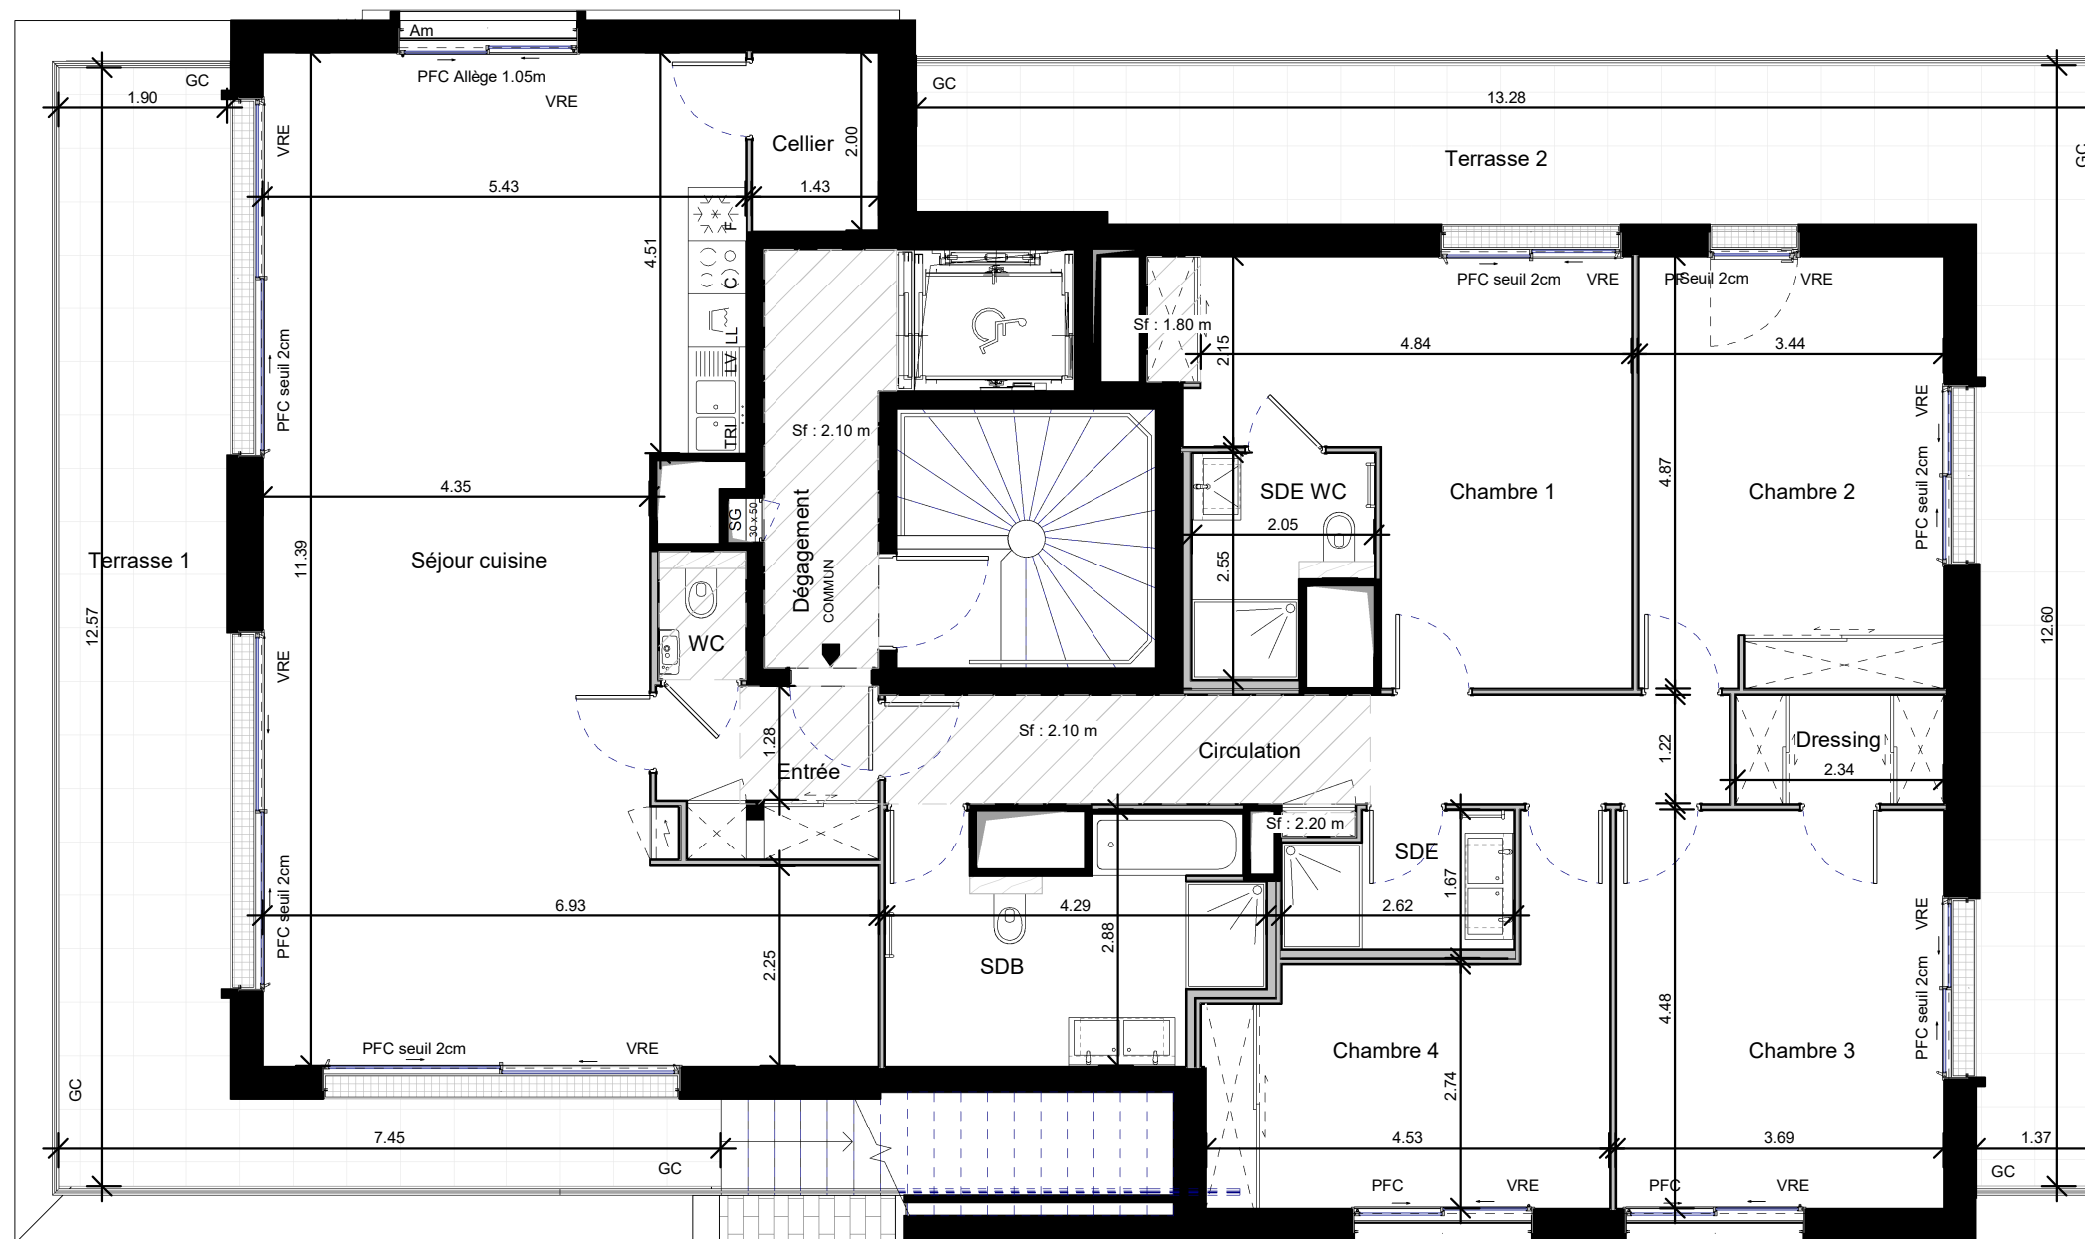 Am
PFC Allège 1.05m
VRE
GC
1.90
VRE
5.43
Cellier
2.00
1.43
GC
13.28
Terrasse 2
GC
4.51
F
C
LL
LV
TRI
PFC seuil 2cm
Sf : 2.10 m
Dégagement
COMMUN
SG
30 x 50
4.35
11.39
Séjour cuisine
Terrasse 1
12.57
WC
VRE
PFC seuil 2cm
1.28
Entrée
6.93
2.25
PFC seuil 2cm
VRE
GC
7.45
GC
Sf : 1.80 m
2.15
PFC seuil 2cm
VRE
4.84
PF
Seuil 2cm
VRE
3.44
SDE WC
2.05
2.55
Chambre 1
4.87
Chambre 2
VRE
PFC seuil 2cm
12.60
Sf : 2.10 m
Circulation
1.22
Dressing
2.34
Sf : 2.20 m
SDE
1.67
2.62
4.29
2.88
SDB
Chambre 4
2.74
4.53
PFC
VRE
4.48
Chambre 3
VRE
PFC seuil 2cm
3.69
PFC
VRE
1.37
GC